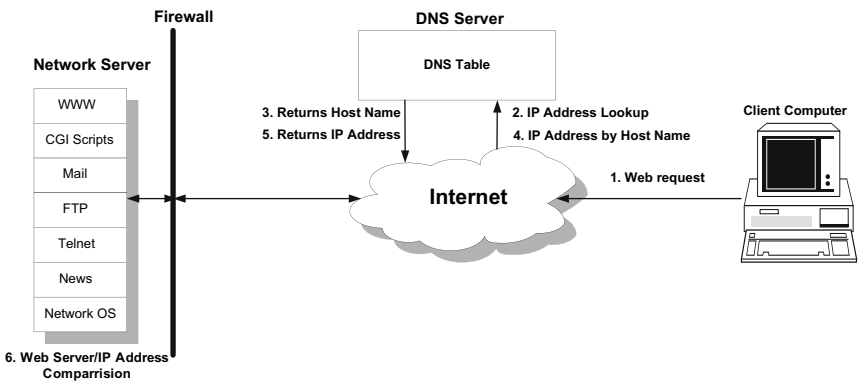 Firewall
DNS Server
DNS Table
Network Server
WWW
CGI Scripts
Mail
FTP
Telnet
News
Network OS
6. Web Server/IP Address
Comparrision
3. Returns Host Name
5. Returns IP Address
2. IP Address Lookup
4. IP Address by Host Name
Internet
1. Web request
Client Computer